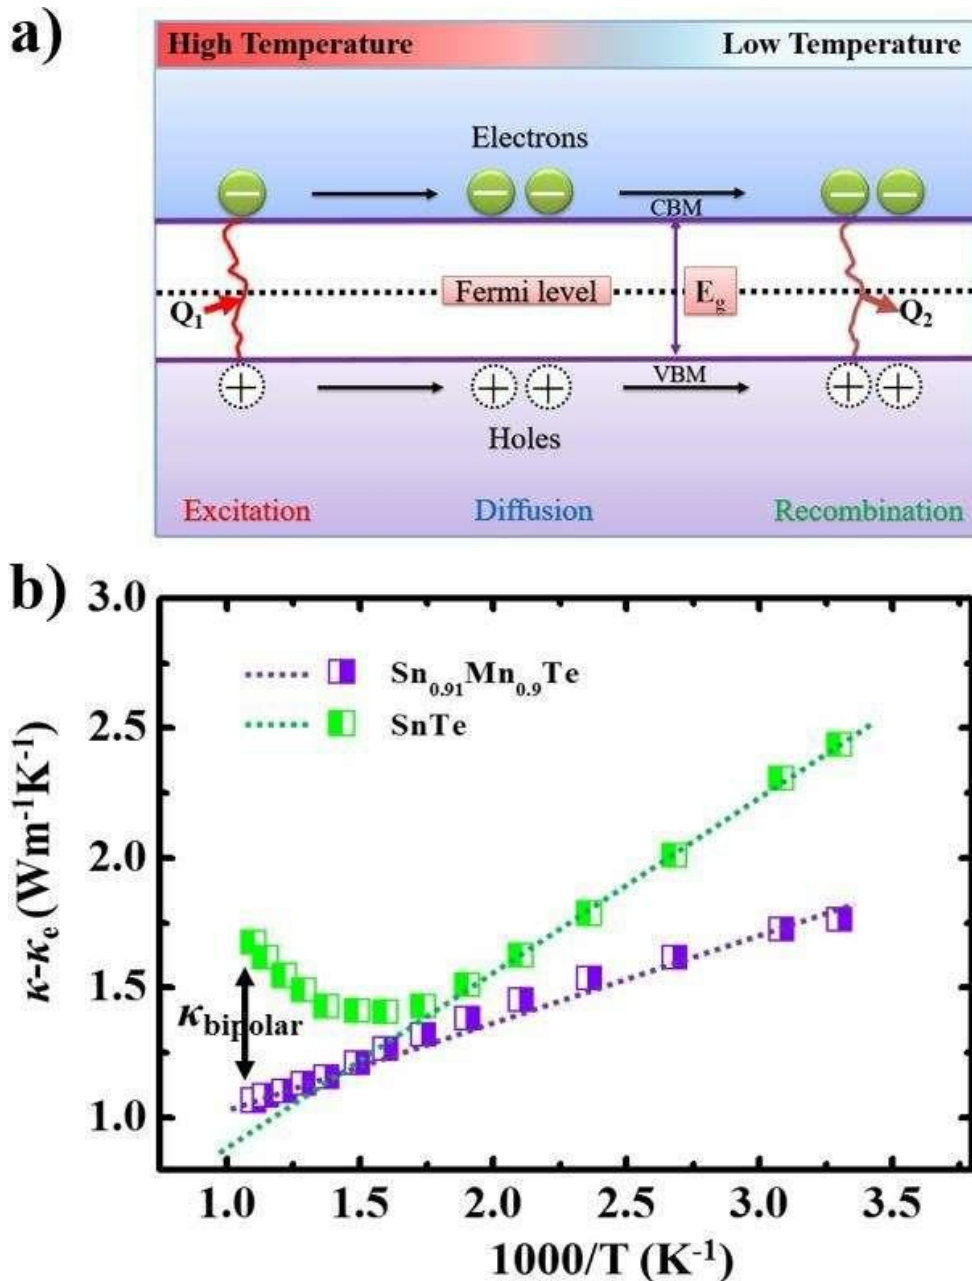 a)
High Temperature Low Temperature
Electrons
CBM
Fermi level
E_g
Q₁
Q₂
VBM
Holes
Excitation Diffusion Recombination
b)
3.0
Sn₀.₉₁Mn₀.₉Te
SnTe
2.5
2.0
1.5
1.0
κ-κₑ (Wm⁻¹K⁻¹)
κ_bipolar
1.0 1.5 2.0 2.5 3.0 3.5
1000/T (K⁻¹)